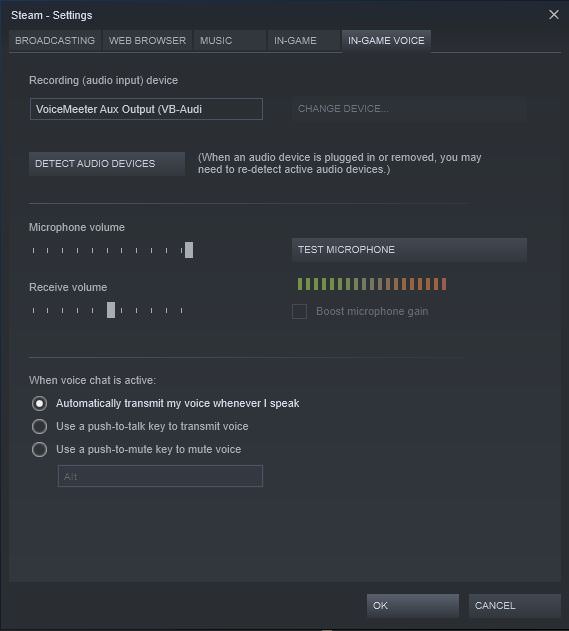 Steam - Settings
BROADCASTING
WEB BROWSER
MUSIC
IN-GAME
IN-GAME VOICE
Recording (audio input) device
VoiceMeeter Aux Output (VB-Audi
CHANGE DEVICE...
DETECT AUDIO DEVICES
(When an audio device is plugged in or removed, you may
need to re-detect active audio devices.)
Microphone volume
TEST MICROPHONE
Receive volume
Boost microphone gain
When voice chat is active:
Automatically transmit my voice whenever I speak
Use a push-to-talk key to transmit voice
Use a push-to-mute key to mute voice
Alt
OK
CANCEL